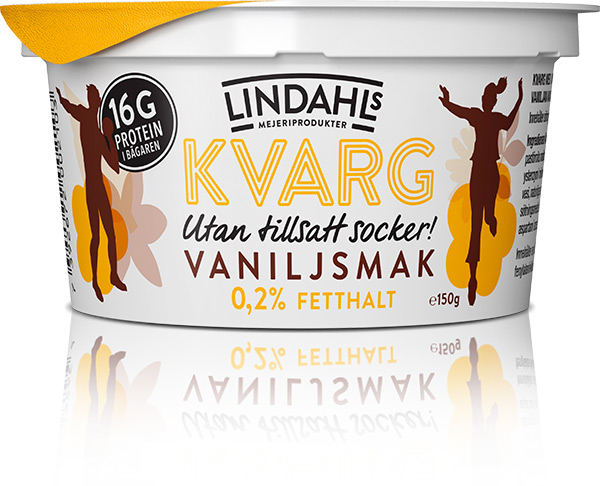 16G
PROTEIN
I BÄGAREN
LINDAHLS
MEJERIPRODUKTER
KVARG
Utan tillsatt socker!
VANILJSMAK
0,2% FETTHALT
℮150g